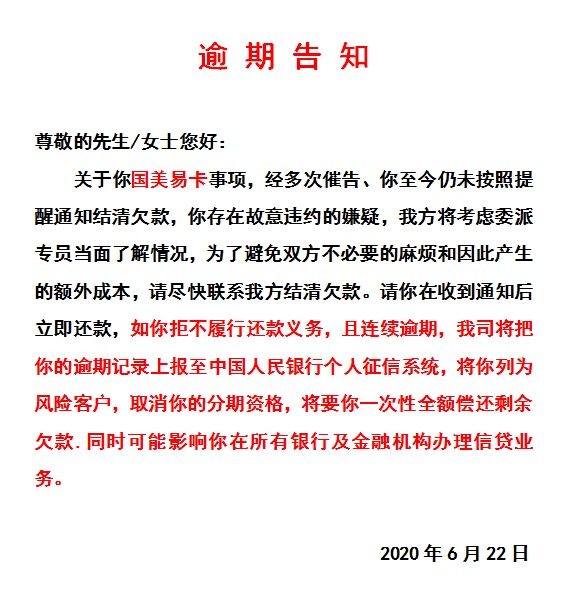 逾 期 告 知
尊敬的先生/女士您好：
关于你国美易卡事项，经多次催告、你至今仍未按照提
醒通知结清欠款，你存在故意违约的嫌疑，我方将考虑委派
专员当面了解情况，为了避免双方不必要的麻烦和因此产生
的额外成本，请尽快联系我方结清欠款。请你在收到通知后
立即还款，如你拒不履行还款义务，且连续逾期，我司将把
你的逾期记录上报至中国人民银行个人征信系统，将你列为
风险客户，取消你的分期资格，将要你一次性全额偿还剩余
欠款.同时可能影响你在所有银行及金融机构办理信贷业
务。
2020 年 6 月 22 日